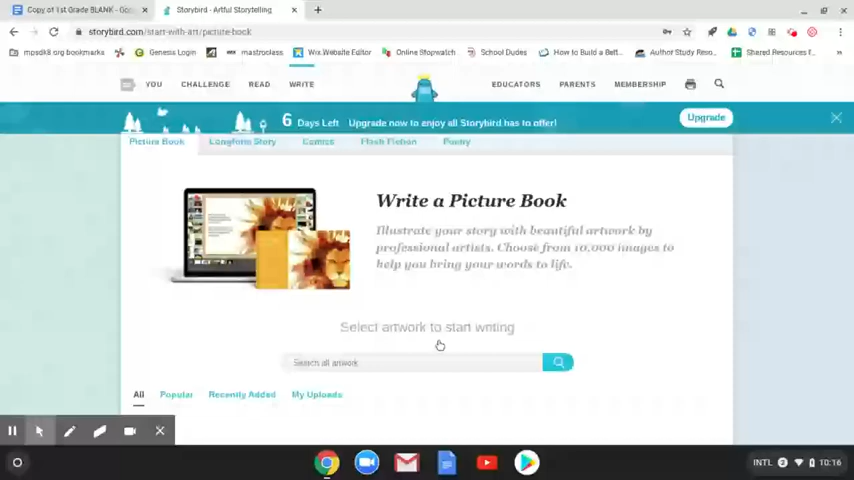 Copy of 1st Grade BLANK - Goo
Storybird - Artful Storytelling
storybird.com/start-with-art/picture-book
mpsdk8.org bookmarks
Genesis Login
mastroclass
Wix Website Editor
Online Stopwatch
School Dudes
How to Build a Bett...
Author Study Reso...
Shared Resources f...
YOU CHALLENGE READ WRITE EDUCATORS PARENTS MEMBERSHIP
6 Days Left Upgrade now to enjoy all Storybird has to offer! Upgrade
Picture Book Longform Story Comics Flash Fiction Poetry
Write a Picture Book
Illustrate your story with beautiful artwork by
professional artists. Choose from 10,000 images to
help you bring your words to life.
Select artwork to start writing
Search all artwork
All Popular Recently Added My Uploads
INTL 2 10:16